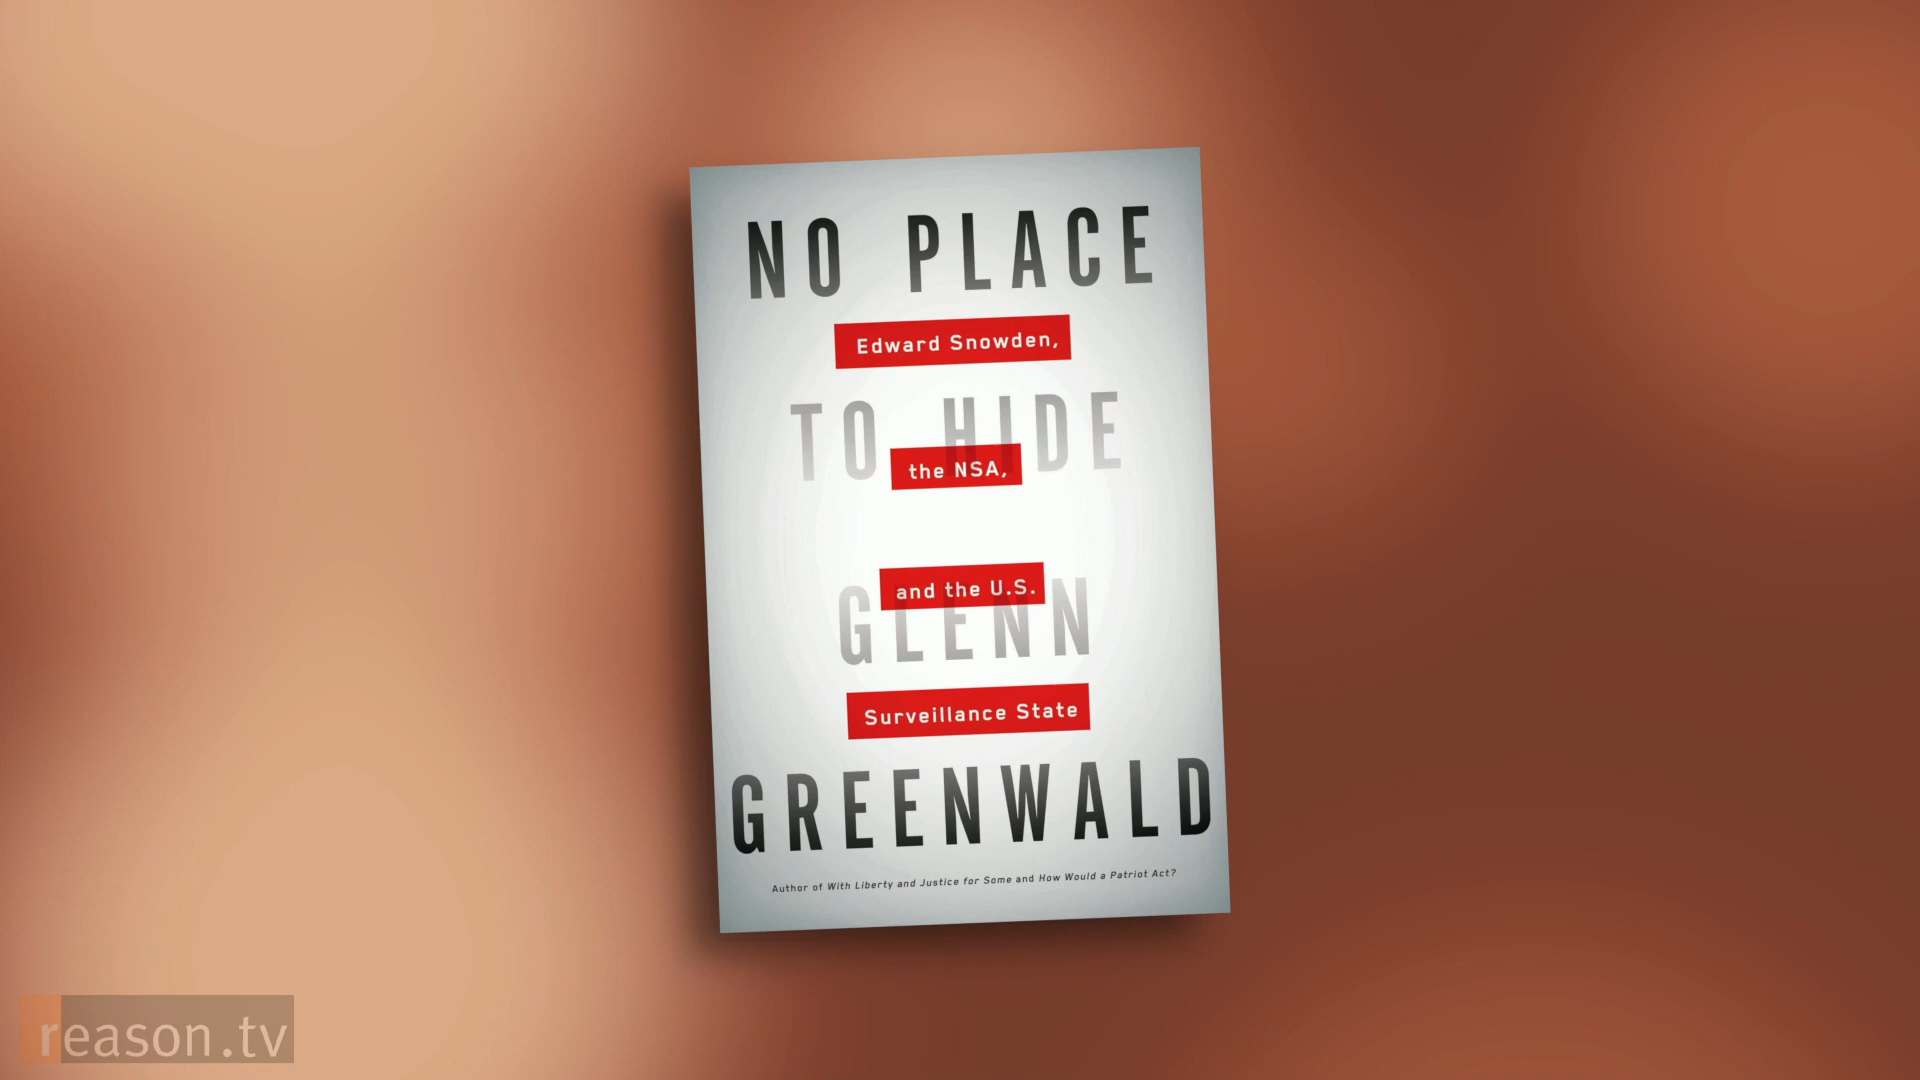 NO PLACE
Edward Snowden,
TO HIDE
the NSA,
and the U.S.
GLENN
Surveillance State
GREENWALD
Author of With Liberty and Justice for Some and How Would a Patriot Act?
reason.tv